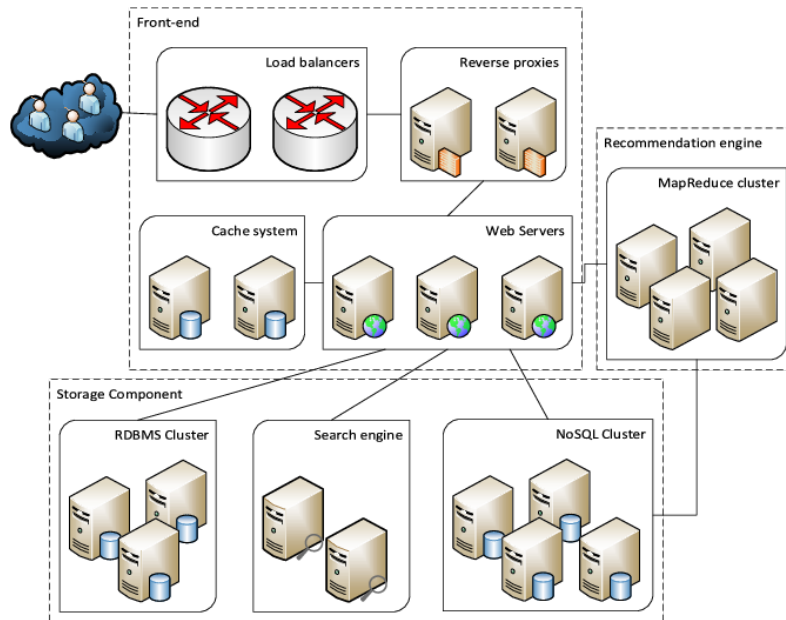 Front-end
Load balancers
Reverse proxies
Recommendation engine
MapReduce cluster
Cache system
Web Servers
Storage Component
RDBMS Cluster
Search engine
NoSQL Cluster